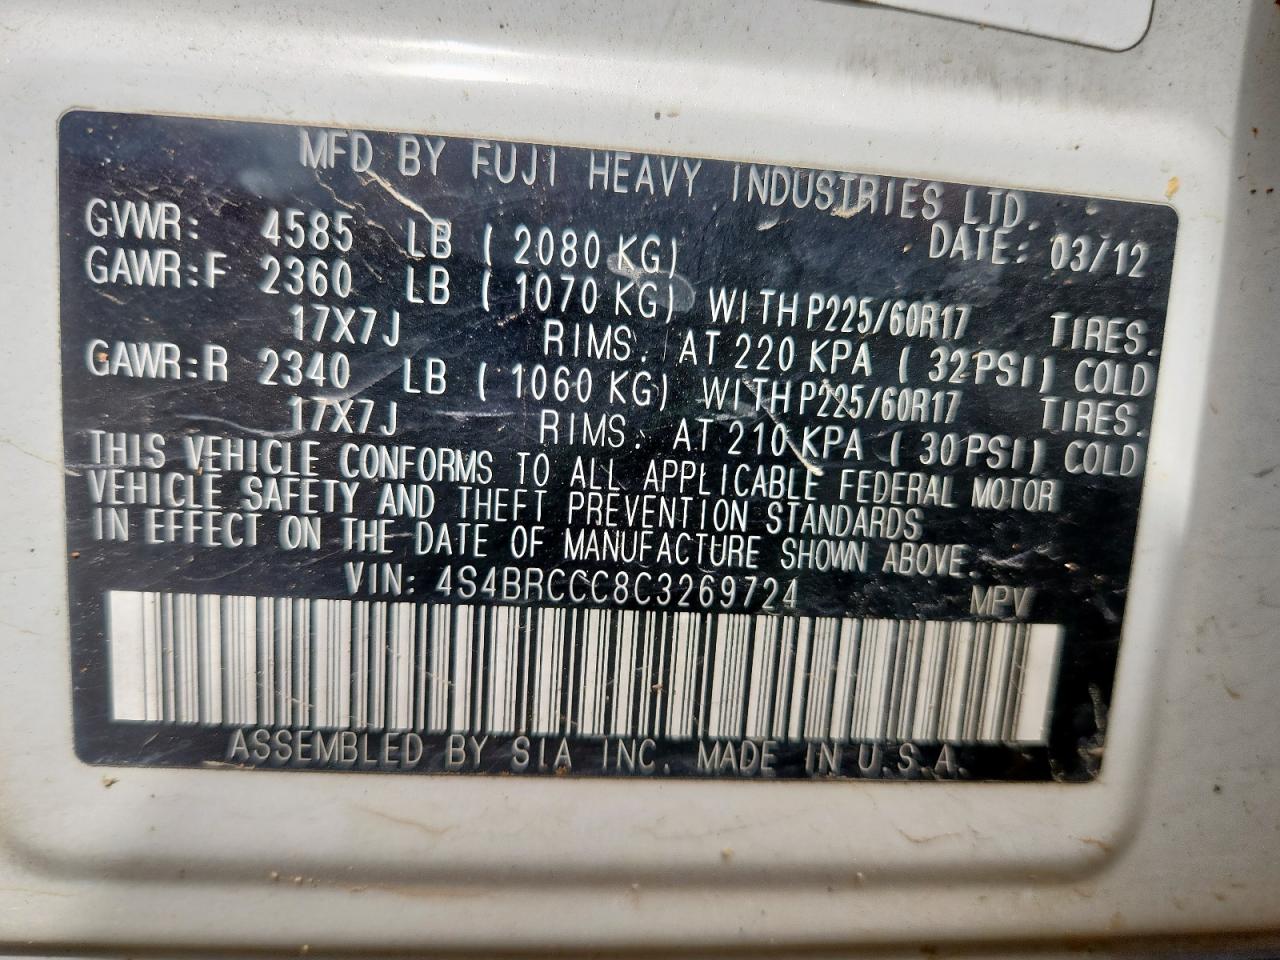 MFD BY FUJI HEAVY INDUSTRIES LTD.
GVWR: 4585 LB ( 2080 KG) DATE: 03/12
GAWR:F 2360 LB ( 1070 KG) WITH P225/60R17 TIRES.
17X7J RIMS. AT 220 KPA ( 32PSI) COLD
GAWR:R 2340 LB ( 1060 KG) WITH P225/60R17 TIRES.
17X7J RIMS. AT 210 KPA ( 30PSI) COLD
THIS VEHICLE CONFORMS TO ALL APPLICABLE FEDERAL MOTOR
VEHICLE SAFETY AND THEFT PREVENTION STANDARDS
IN EFFECT ON THE DATE OF MANUFACTURE SHOWN ABOVE.
VIN: 4S4BRCCC8C3269724 MPV
ASSEMBLED BY SIA INC. MADE IN U.S.A.